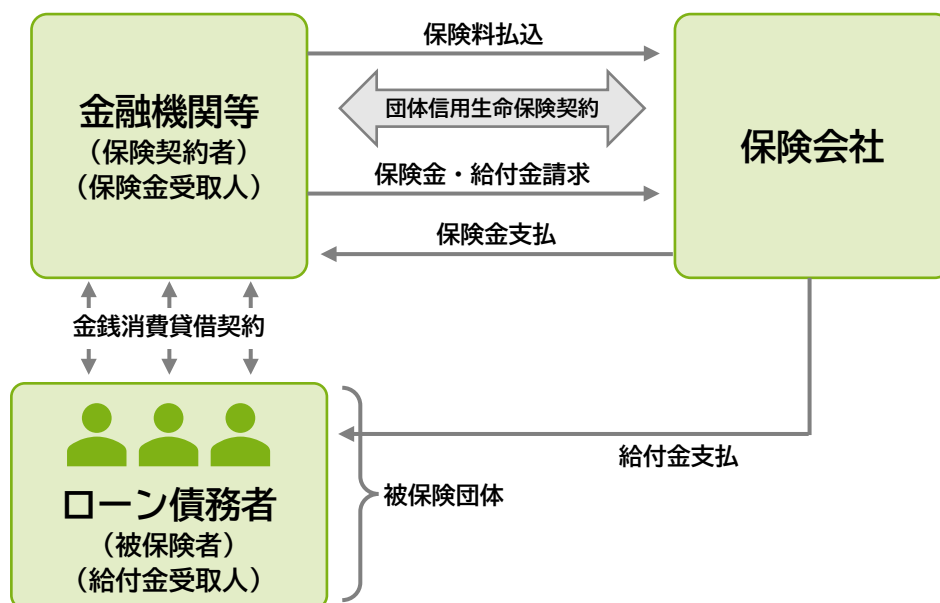 保険料払込
金融機関等
（保険契約者）
（保険金受取人）
団体信用生命保険契約
保険会社
保険金・給付金請求
保険金支払
金銭消費貸借契約
給付金支払
被保険団体
ローン債務者
（被保険者）
（給付金受取人）